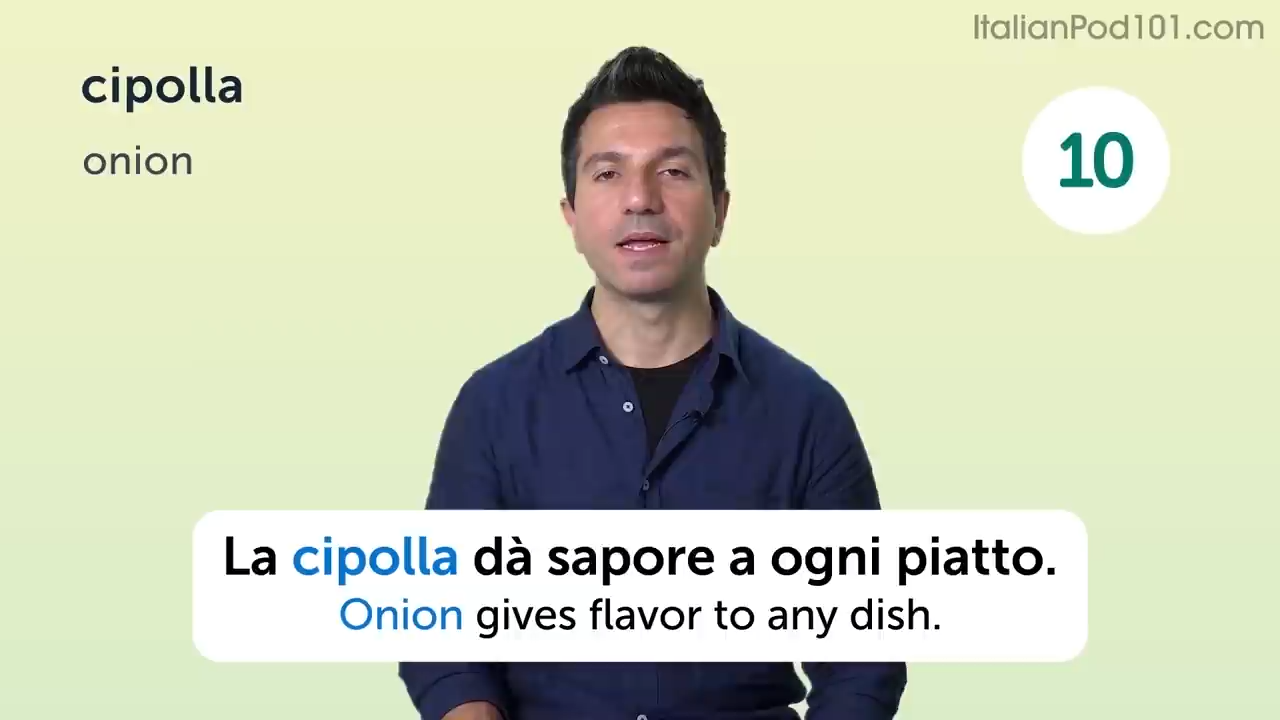 ItalianPod101.com
cipolla
onion
10
La cipolla dà sapore a ogni piatto.
Onion gives flavor to any dish.